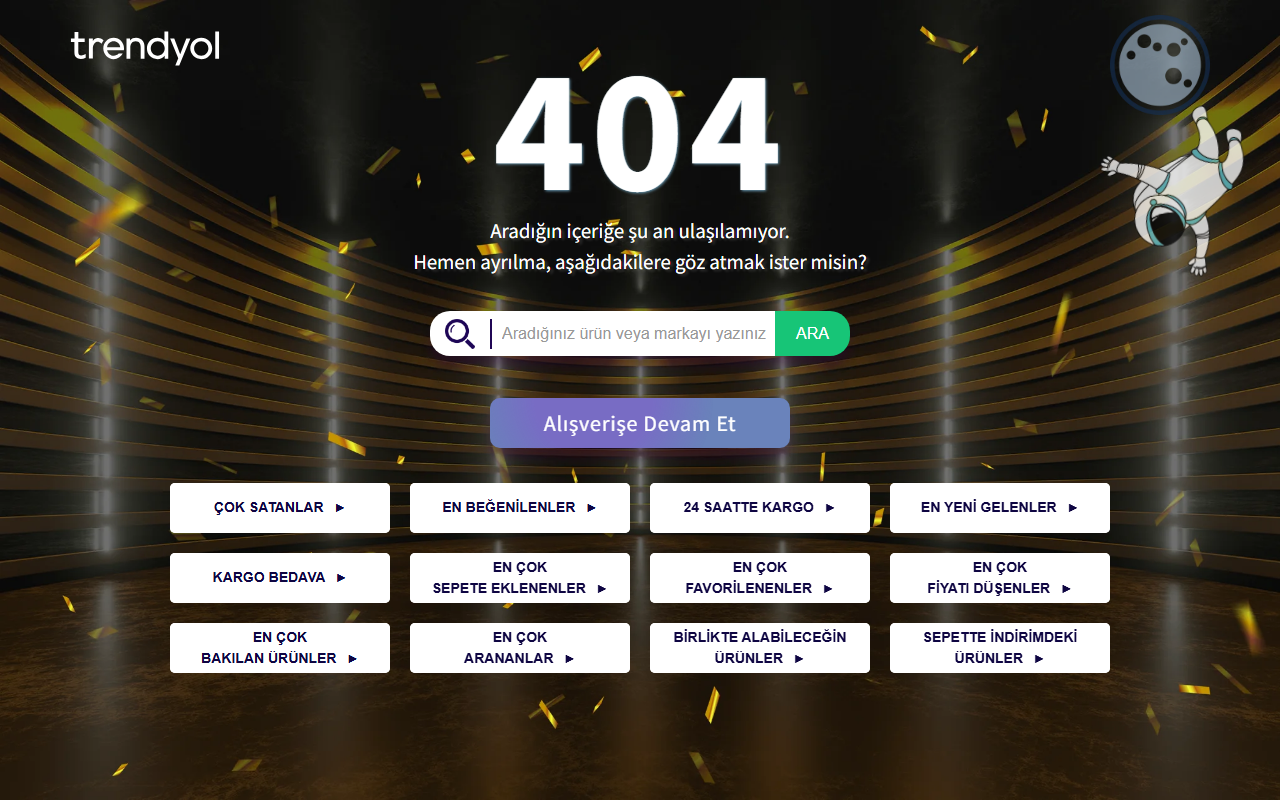 trendyol
404
Aradığın içeriğe şu an ulaşılamıyor.
Hemen ayrılma, aşağıdakilere göz atmak ister misin?
Aradığınız ürün veya markayı yazınız
ARA
Alışverişe Devam Et
ÇOK SATANLAR ►
EN BEĞENİLENLER ►
24 SAATTE KARGO ►
EN YENİ GELENLER ►
KARGO BEDAVA ►
EN ÇOK
SEPETE EKLENENLER ►
EN ÇOK
FAVORİLENENLER ►
EN ÇOK
FİYATI DÜŞENLER ►
EN ÇOK
BAKILAN ÜRÜNLER ►
EN ÇOK
ARANANLAR ►
BİRLİKTE ALABİLECEĞİN
ÜRÜNLER ►
SEPETTE İNDİRİMDEKİ
ÜRÜNLER ►